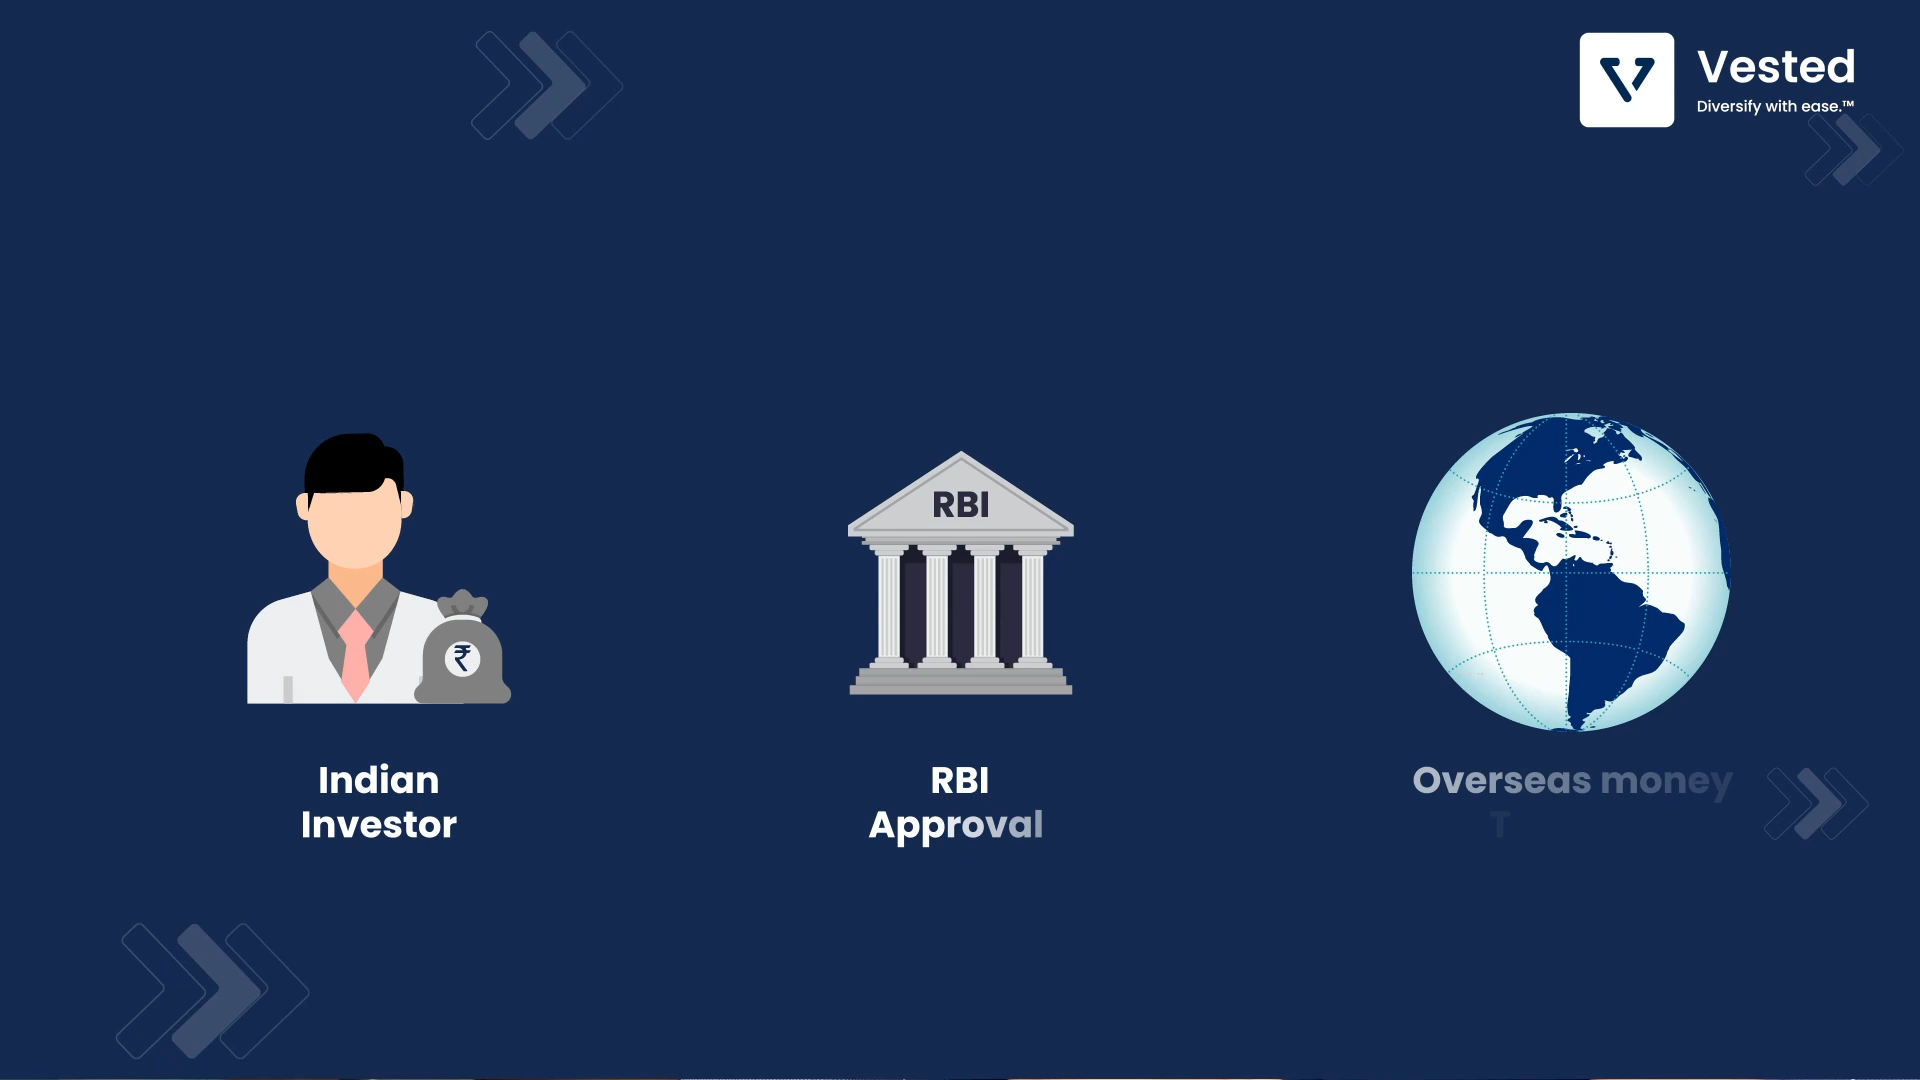 Vested
Diversify with ease.™
RBI
₹
Indian
Investor
RBI
Approval
Overseas money
T